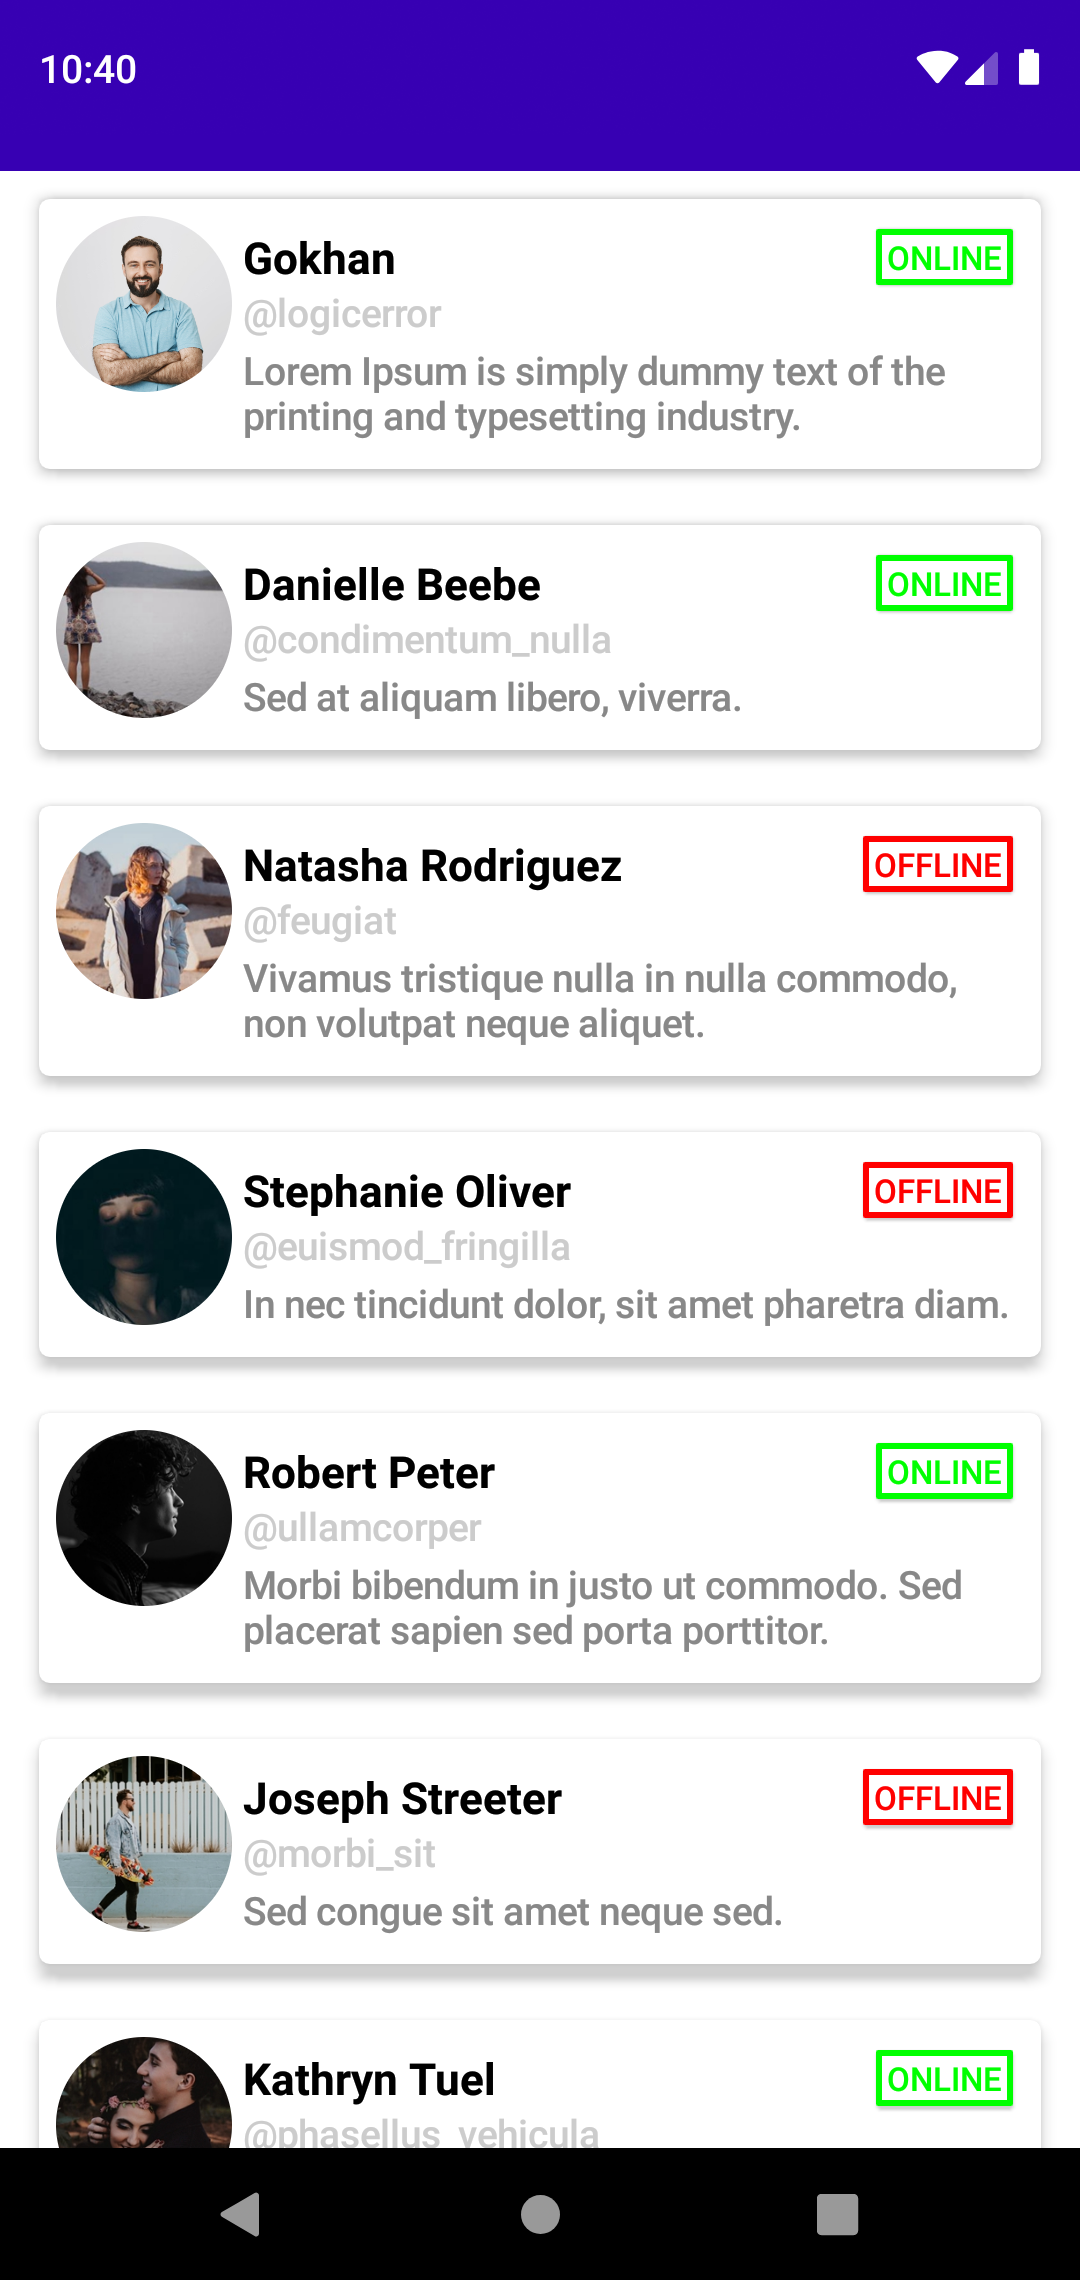 10:40
Gokhan
ONLINE
@logicerror
Lorem Ipsum is simply dummy text of the
printing and typesetting industry.
Danielle Beebe
ONLINE
@condimentum_nulla
Sed at aliquam libero, viverra.
Natasha Rodriguez
OFFLINE
@feugiat
Vivamus tristique nulla in nulla commodo,
non volutpat neque aliquet.
Stephanie Oliver
OFFLINE
@euismod_fringilla
In nec tincidunt dolor, sit amet pharetra diam.
Robert Peter
ONLINE
@ullamcorper
Morbi bibendum in justo ut commodo. Sed
placerat sapien sed porta porttitor.
Joseph Streeter
OFFLINE
@morbi_sit
Sed congue sit amet neque sed.
Kathryn Tuel
ONLINE
@phasellus_vehicula